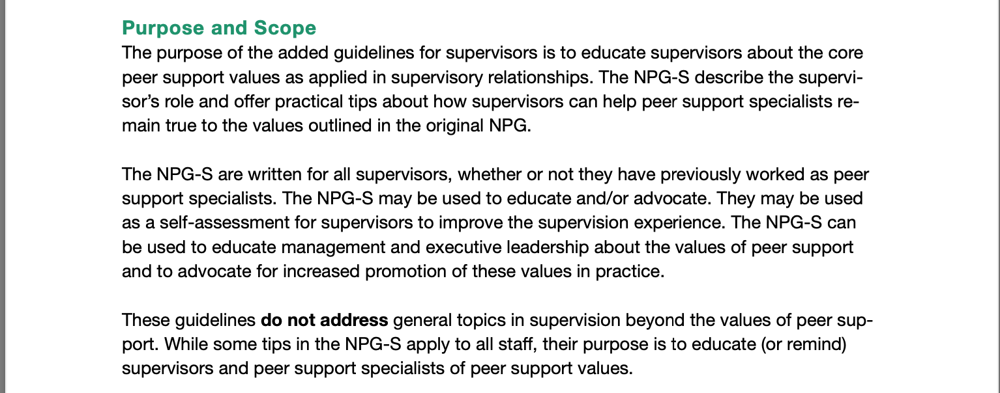 Purpose and Scope
The purpose of the added guidelines for supervisors is to educate supervisors about the core
peer support values as applied in supervisory relationships. The NPG-S describe the supervi-
sor’s role and offer practical tips about how supervisors can help peer support specialists re-
main true to the values outlined in the original NPG.
The NPG-S are written for all supervisors, whether or not they have previously worked as peer
support specialists. The NPG-S may be used to educate and/or advocate. They may be used
as a self-assessment for supervisors to improve the supervision experience. The NPG-S can
be used to educate management and executive leadership about the values of peer support
and to advocate for increased promotion of these values in practice.
These guidelines do not address general topics in supervision beyond the values of peer sup-
port. While some tips in the NPG-S apply to all staff, their purpose is to educate (or remind)
supervisors and peer support specialists of peer support values.